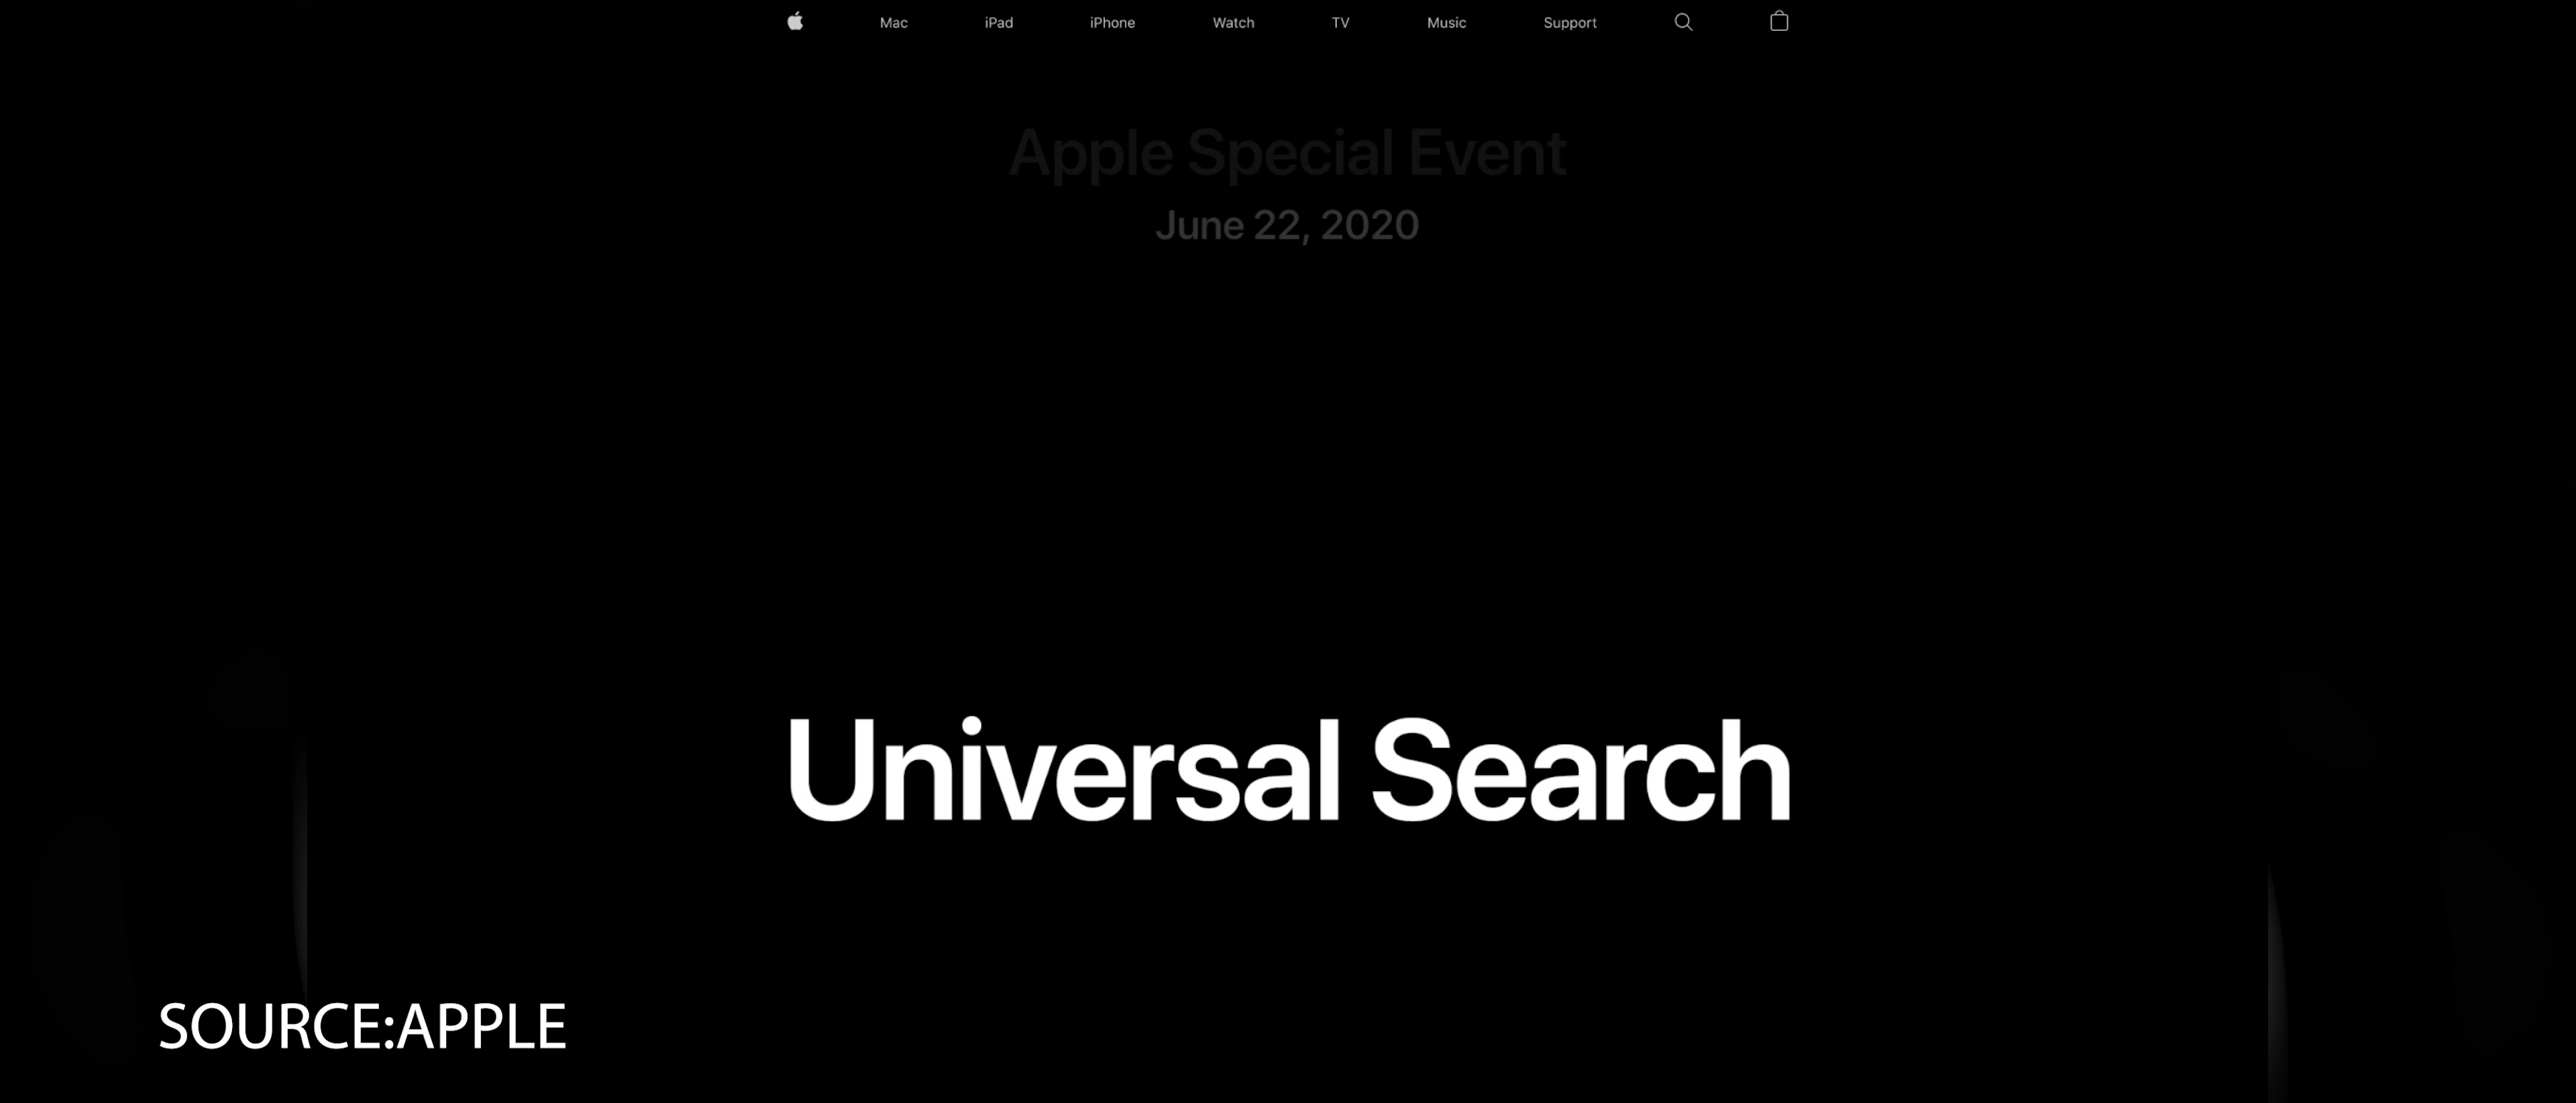 Mac iPad iPhone Watch TV Music Support
Apple Special Event
June 22, 2020
Universal Search
SOURCE:APPLE